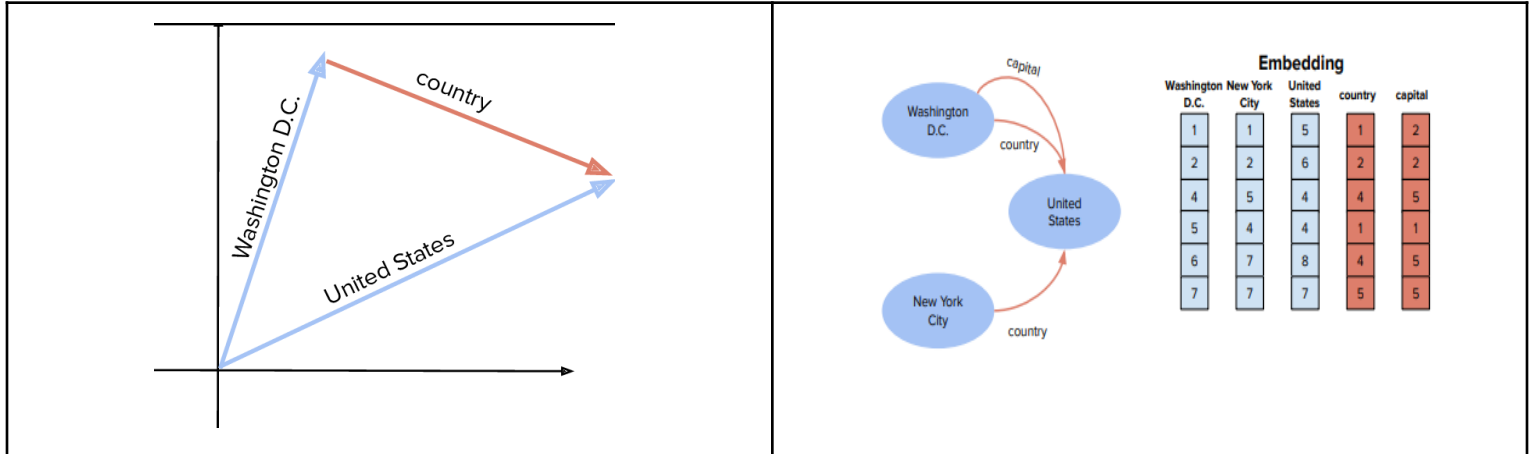 country
Washington D.C.
United States
capital
Washington
D.C.
country
United
States
New York
City
country
Embedding
Washington New York United
D.C. City States country capital
1 1 5 1 2
2 2 6 2 2
4 5 4 4 5
5 4 4 1 1
6 7 8 4 5
7 7 7 5 5